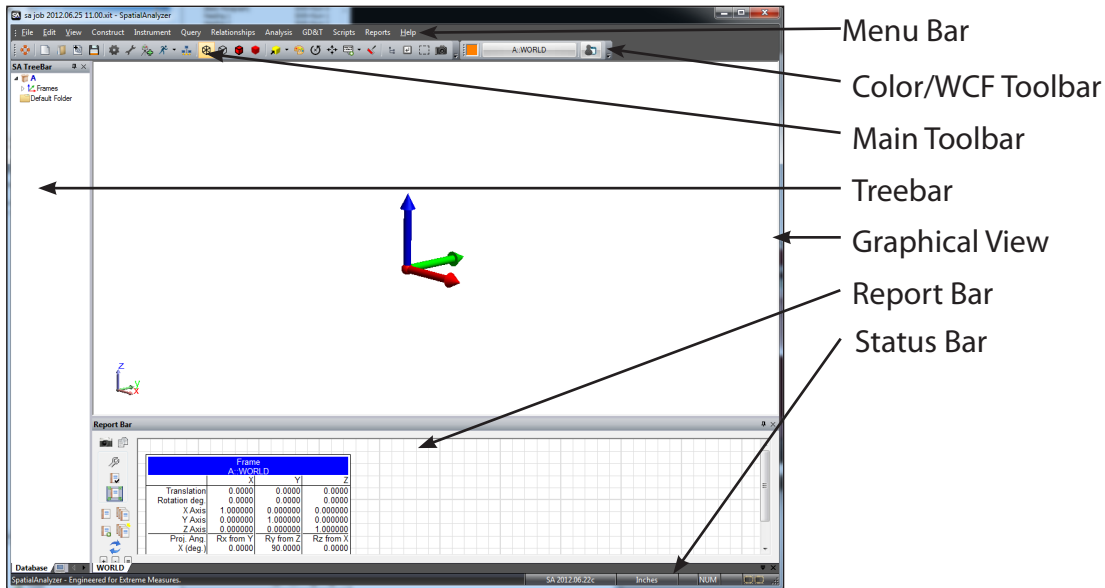 sa job 2012.06.25 11.00.xit - SpatialAnalyzer
File Edit View Construct Instrument Query Relationships Analysis GD&T Scripts Reports Help
A::WORLD
SA TreeBar
A
Frames
Default Folder
Menu Bar
Color/WCF Toolbar
Main Toolbar
Treebar
Graphical View
Report Bar
Status Bar
Z
Y
X
Report Bar
Frame
A::WORLD
X Y Z
Translation 0.0000 0.0000 0.0000
Rotation deg. 0.0000 0.0000 0.0000
X Axis 1.000000 0.000000 0.000000
Y Axis 0.000000 1.000000 0.000000
Z Axis 0.000000 0.000000 1.000000
Proj. Ang. Rx from Y Ry from Z Rz from X
X (deg.) 0.0000 90.0000 0.0000
Database
WORLD
SpatialAnalyzer - Engineered for Extreme Measures.
SA 2012.06.22c
Inches
NUM